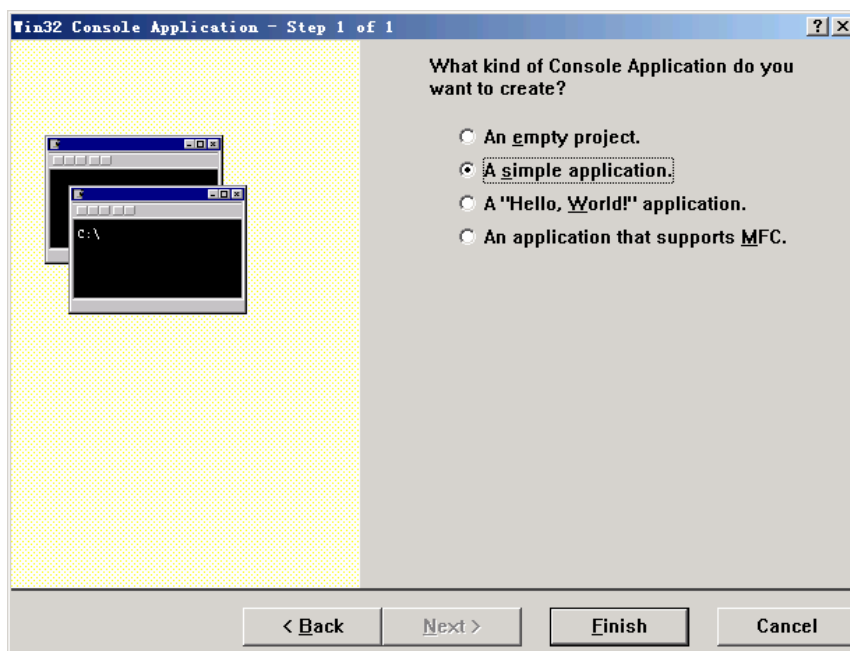 Win32 Console Application - Step 1 of 1
What kind of Console Application do you
want to create?
An empty project.
A simple application.
A "Hello, World!" application.
An application that supports MFC.
C:\
< Back
Next >
Finish
Cancel